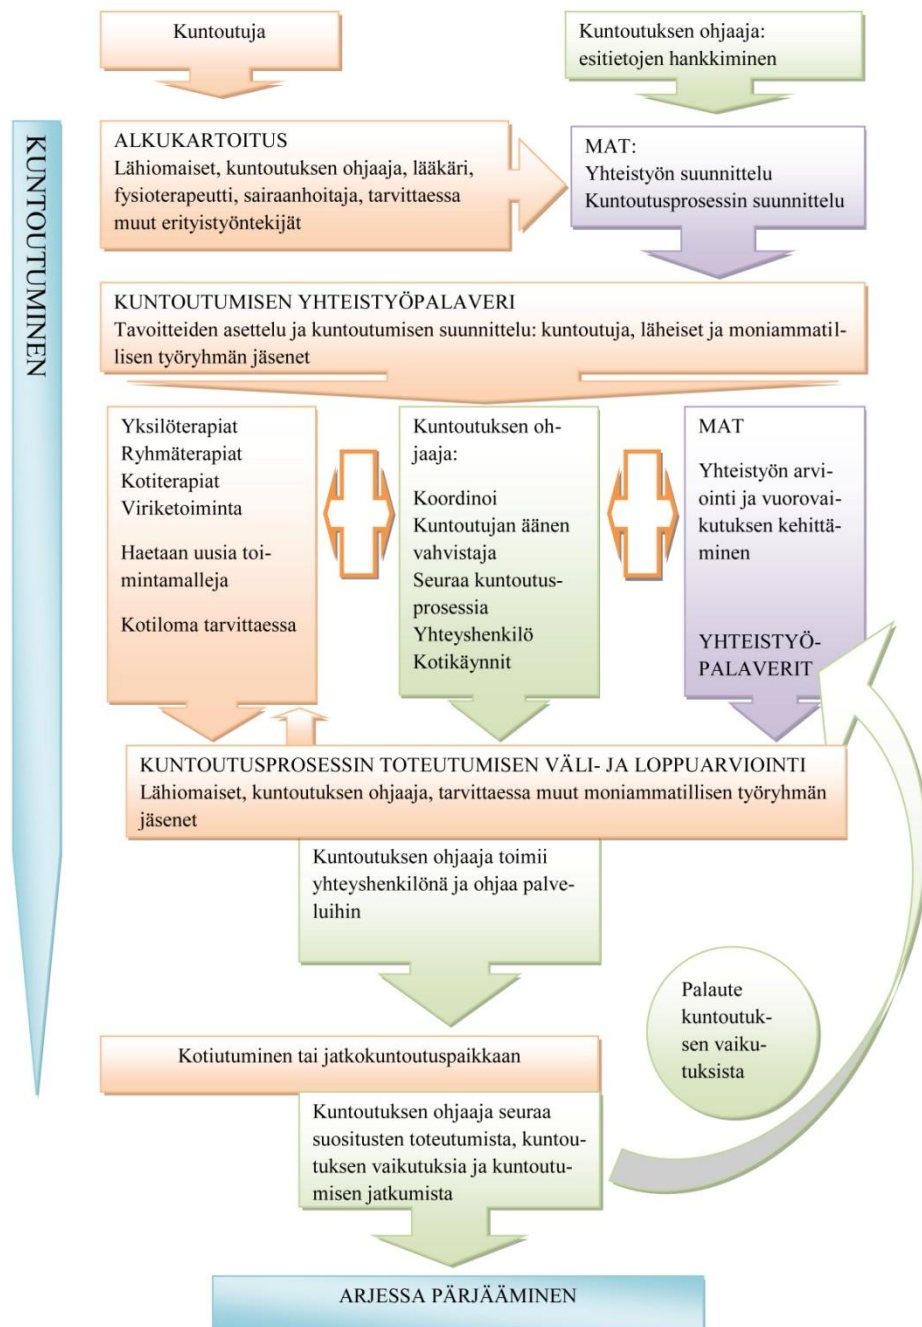 Kuntoutuja
Kuntoutuksen ohjaaja:
esitietojen hankkiminen
KUNTOUTUMINEN
ALKUKARTOITUS
Lähiomaiset, kuntoutuksen ohjaaja, lääkäri,
fysioterapeutti, sairaanhoitaja, tarvittaessa
muut erityistyöntekijät
MAT:
Yhteistyön suunnittelu
Kuntoutusprosessin suunnittelu
KUNTOUTUMISEN YHTEISTYÖPALAVERI
Tavoitteiden asettelu ja kuntoutumisen suunnittelu: kuntoutuja, läheiset ja moniammatil-
lisen työryhmän jäsenet
Yksilöterapiat
Ryhmäterapiat
Kotiterapiat
Viriketoiminta
Haetaan uusia toi-
mintamalleja
Kotiloma tarvittaessa
Kuntoutuksen oh-
jaaja:
Koordinoi
Kuntoutujan äänen
vahvistaja
Seuraa kuntoutus-
prosessia
Yhteyshenkilö
Kotikäynnit
MAT
Yhteistyön arvi-
ointi ja vuorovai-
kutuksen kehittä-
minen
YHTEISTYÖ-
PALAVERIT
KUNTOUTUSPROSESSIN TOTEUTUMISEN VÄLI- JA LOPPUARVIOINTI
Lähiomaiset, kuntoutuksen ohjaaja, tarvittaessa muut moniammatillisen työryhmän
jäsenet
Kuntoutuksen ohjaaja toimii
yhteyshenkilönä ja ohjaa palve-
luihin
Palaute
kuntoutuk-
sen vaiku-
tuksista
Kotiutuminen tai jatkokuntoutuspaikkaan
Kuntoutuksen ohjaaja seuraa
suositusten toteutumista, kuntou-
tuksen vaikutuksia ja kuntoutu-
misen jatkumista
ARJESSA PÄRJÄÄMINEN